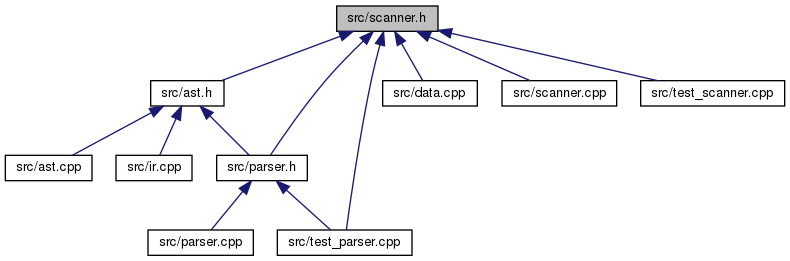 src/scanner.h
src/ast.h
src/data.cpp
src/scanner.cpp
src/test_scanner.cpp
src/ast.cpp
src/ir.cpp
src/parser.h
src/parser.cpp
src/test_parser.cpp